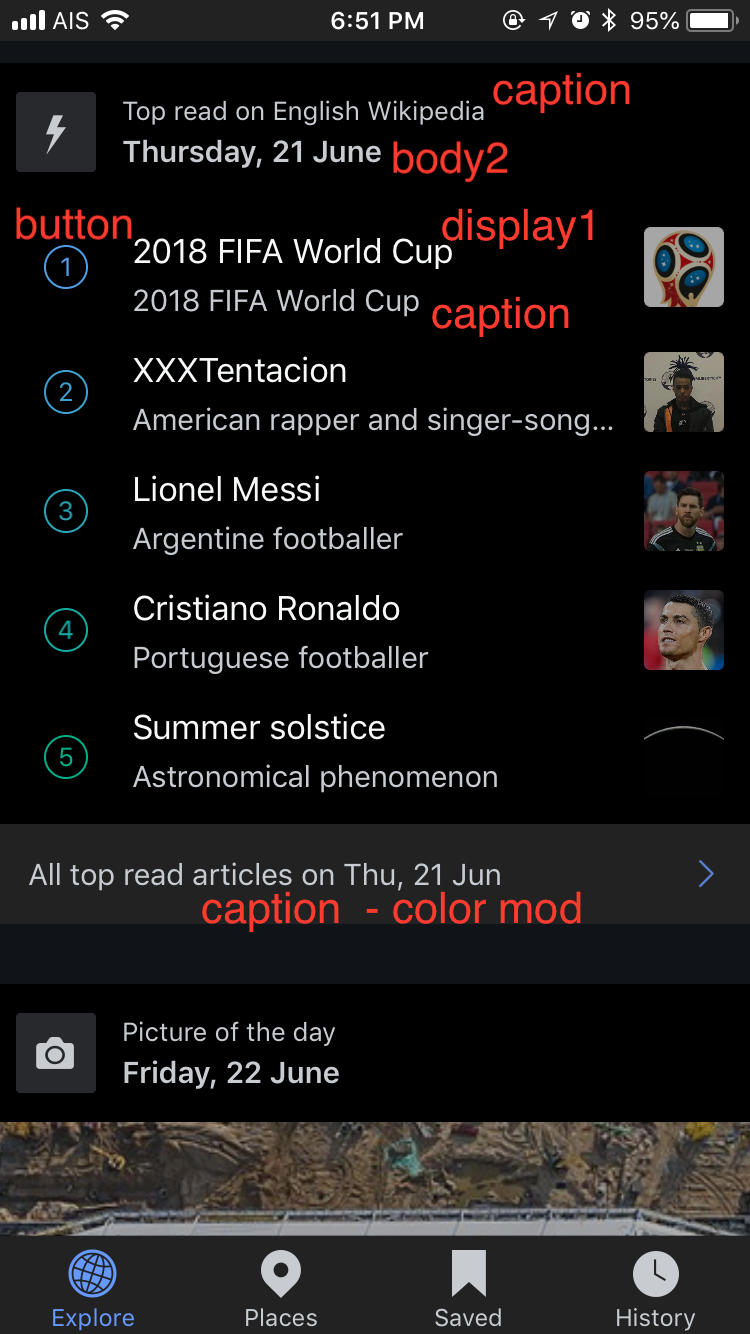 AIS 6:51 PM 95%
Top read on English Wikipedia caption
Thursday, 21 June body2
button display1
1 2018 FIFA World Cup
2018 FIFA World Cup caption
2 XXXTentacion
American rapper and singer-song...
3 Lionel Messi
Argentine footballer
4 Cristiano Ronaldo
Portuguese footballer
5 Summer solstice
Astronomical phenomenon
All top read articles on Thu, 21 Jun
caption - color mod
Picture of the day
Friday, 22 June
Explore Places Saved History